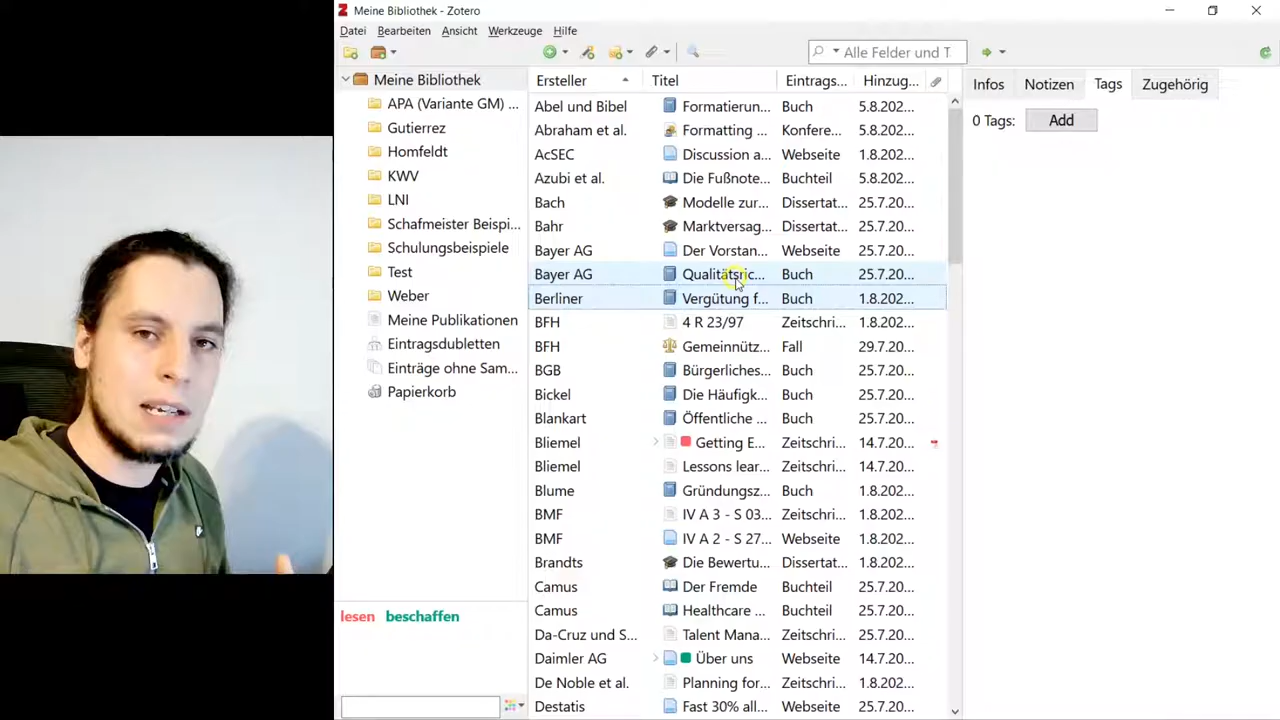 Meine Bibliothek - Zotero
Datei Bearbeiten Ansicht Werkzeuge Hilfe
Alle Felder und T
Meine Bibliothek
APA (Variante GM) ...
Gutierrez
Homfeldt
KWV
LNI
Schafmeister Beispi...
Schulungsbeispiele
Test
Weber
Meine Publikationen
Eintragsdubletten
Einträge ohne Sam...
Papierkorb
lesen beschaffen
Ersteller Titel Eintrags... Hinzug...
Abel und Bibel Formatierun... Buch 5.8.202...
Abraham et al. Formatting ... Konfere... 5.8.202...
AcSEC Discussion a... Webseite 1.8.202...
Azubi et al. Die Fußnote... Buchteil 5.8.202...
Bach Modelle zur... Dissertat... 25.7.20...
Bahr Marktversag... Dissertat... 25.7.20...
Bayer AG Der Vorstan... Webseite 25.7.20...
Bayer AG Qualitätsric... Buch 25.7.20...
Berliner Vergütung f... Buch 1.8.202...
BFH 4 R 23/97 Zeitschri... 1.8.202...
BFH Gemeinnütz... Fall 29.7.20...
BGB Bürgerliches... Buch 25.7.20...
Bickel Die Häufigk... Buch 25.7.20...
Blankart Öffentliche ... Buch 25.7.20...
Bliemel Getting E... Zeitschri... 14.7.20...
Bliemel Lessons lear... Zeitschri... 14.7.20...
Blume Gründungsz... Buch 1.8.202...
BMF IV A 3 - S 03... Zeitschri... 1.8.202...
BMF IV A 2 - S 27... Webseite 1.8.202...
Brandts Die Bewertu... Dissertat... 25.7.20...
Camus Der Fremde Buchteil 25.7.20...
Camus Healthcare ... Buchteil 25.7.20...
Da-Cruz und S... Talent Mana... Zeitschri... 25.7.20...
Daimler AG Über uns Webseite 14.7.20...
De Noble et al. Planning for... Zeitschri... 1.8.202...
Destatis Fast 30% all... Webseite 25.7.20...
Infos Notizen Tags Zugehörig
0 Tags: Add